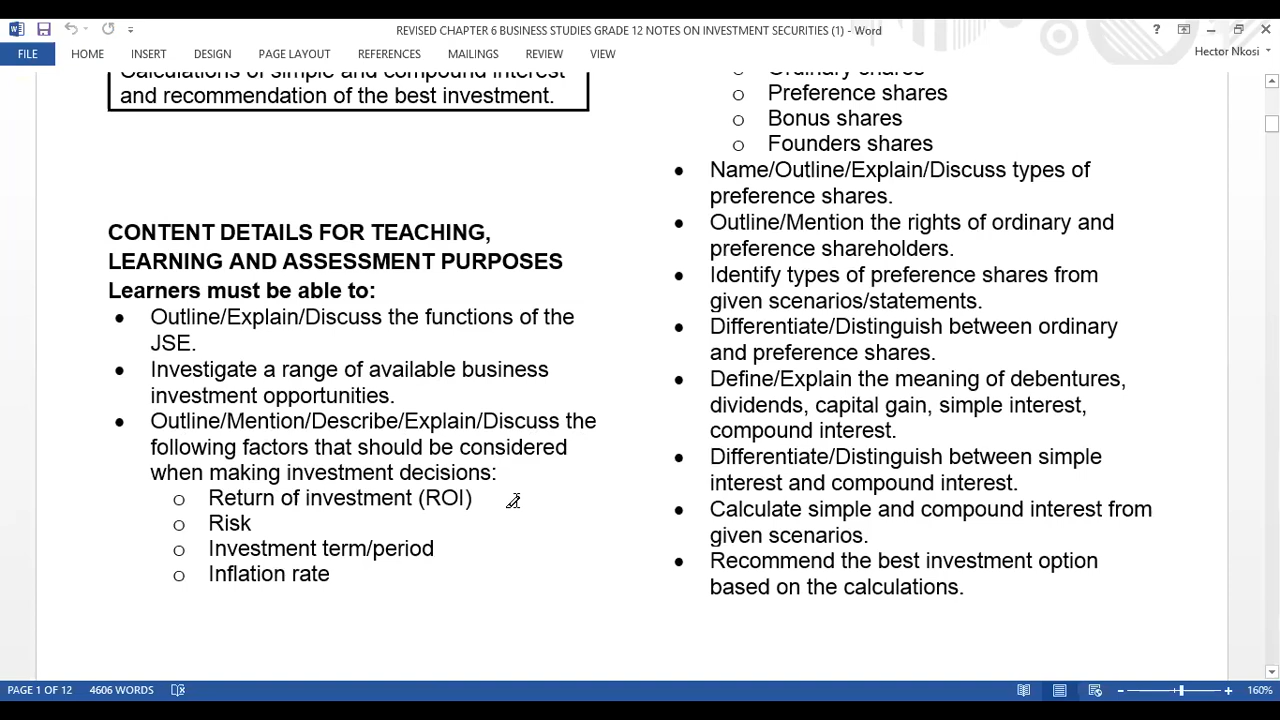 REVISED CHAPTER 6 BUSINESS STUDIES GRADE 12 NOTES ON INVESTMENT SECURITIES (1) - Word
FILE HOME INSERT DESIGN PAGE LAYOUT REFERENCES MAILINGS REVIEW VIEW
Hector Nkosi
Calculations of simple and compound interest
and recommendation of the best investment.
CONTENT DETAILS FOR TEACHING,
LEARNING AND ASSESSMENT PURPOSES
Learners must be able to:
• Outline/Explain/Discuss the functions of the
JSE.
• Investigate a range of available business
investment opportunities.
• Outline/Mention/Describe/Explain/Discuss the
following factors that should be considered
when making investment decisions:
o Return of investment (ROI)
o Risk
o Investment term/period
o Inflation rate
o Ordinary shares
o Preference shares
o Bonus shares
o Founders shares
• Name/Outline/Explain/Discuss types of
preference shares.
• Outline/Mention the rights of ordinary and
preference shareholders.
• Identify types of preference shares from
given scenarios/statements.
• Differentiate/Distinguish between ordinary
and preference shares.
• Define/Explain the meaning of debentures,
dividends, capital gain, simple interest,
compound interest.
• Differentiate/Distinguish between simple
interest and compound interest.
• Calculate simple and compound interest from
given scenarios.
• Recommend the best investment option
based on the calculations.
PAGE 1 OF 12 4606 WORDS
160%